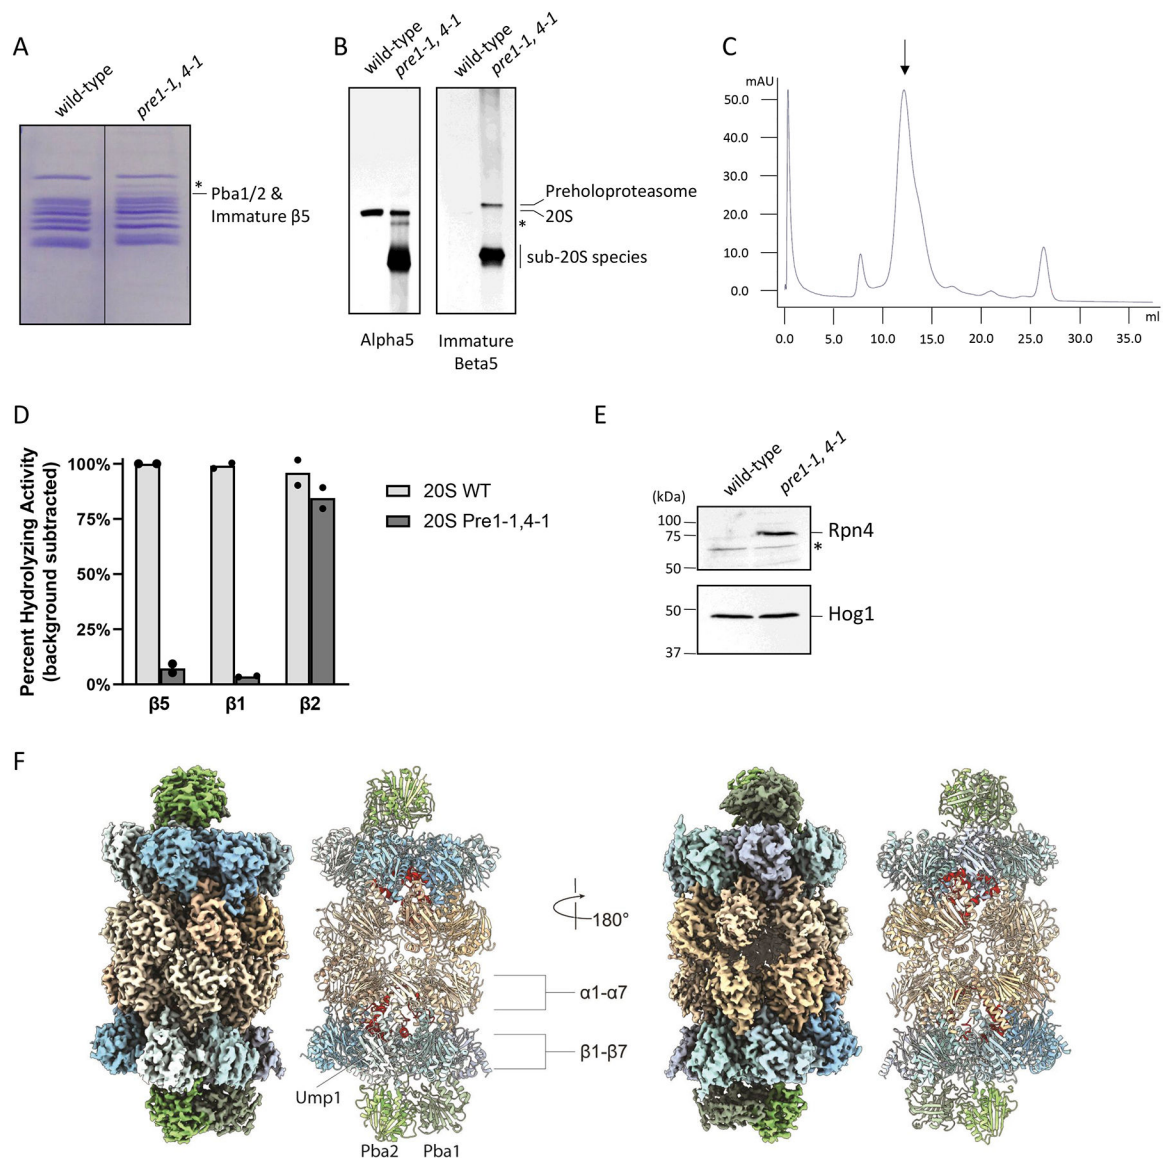 A
wild-type
pre1-1, 4-1
*
Pba1/2 &
Immature β5
B
wild-type
pre1-1, 4-1
wild-type
pre1-1, 4-1
Preholoproteasome
20S
*
sub-20S species
Alpha5
Immature
Beta5
C
mAU
50.0
40.0
30.0
20.0
10.0
0.0
ml
0.0 5.0 10.0 15.0 20.0 25.0 30.0 35.0
D
Percent Hydrolyzing Activity
(background subtracted)
100%
75%
50%
25%
0%
β5 β1 β2
20S WT
20S Pre1-1,4-1
E
wild-type
pre1-1, 4-1
(kDa)
100
75
50
Rpn4
*
50
37
Hog1
F
180°
α1-α7
β1-β7
Ump1
Pba2 Pba1